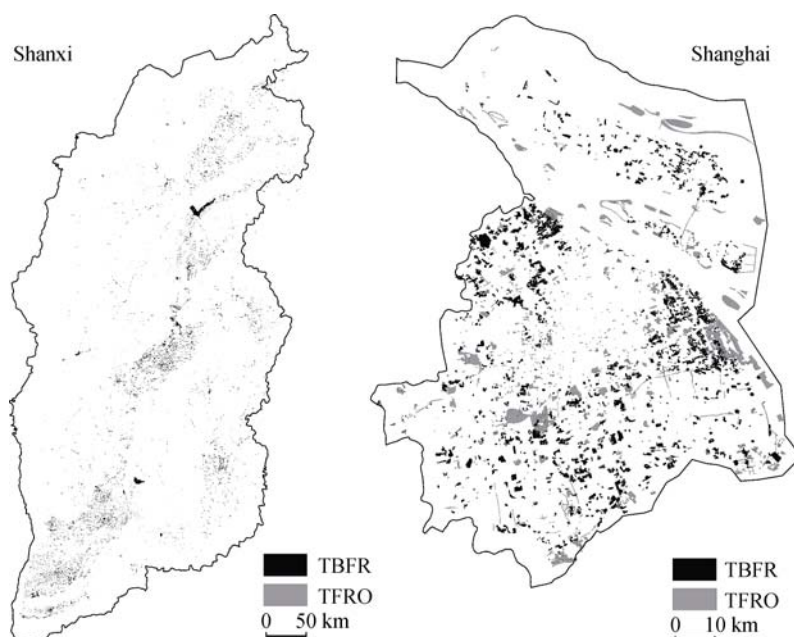 Shanxi
Shanghai
TBFR
TFRO
0 50 km
TBFR
TFRO
0 10 km